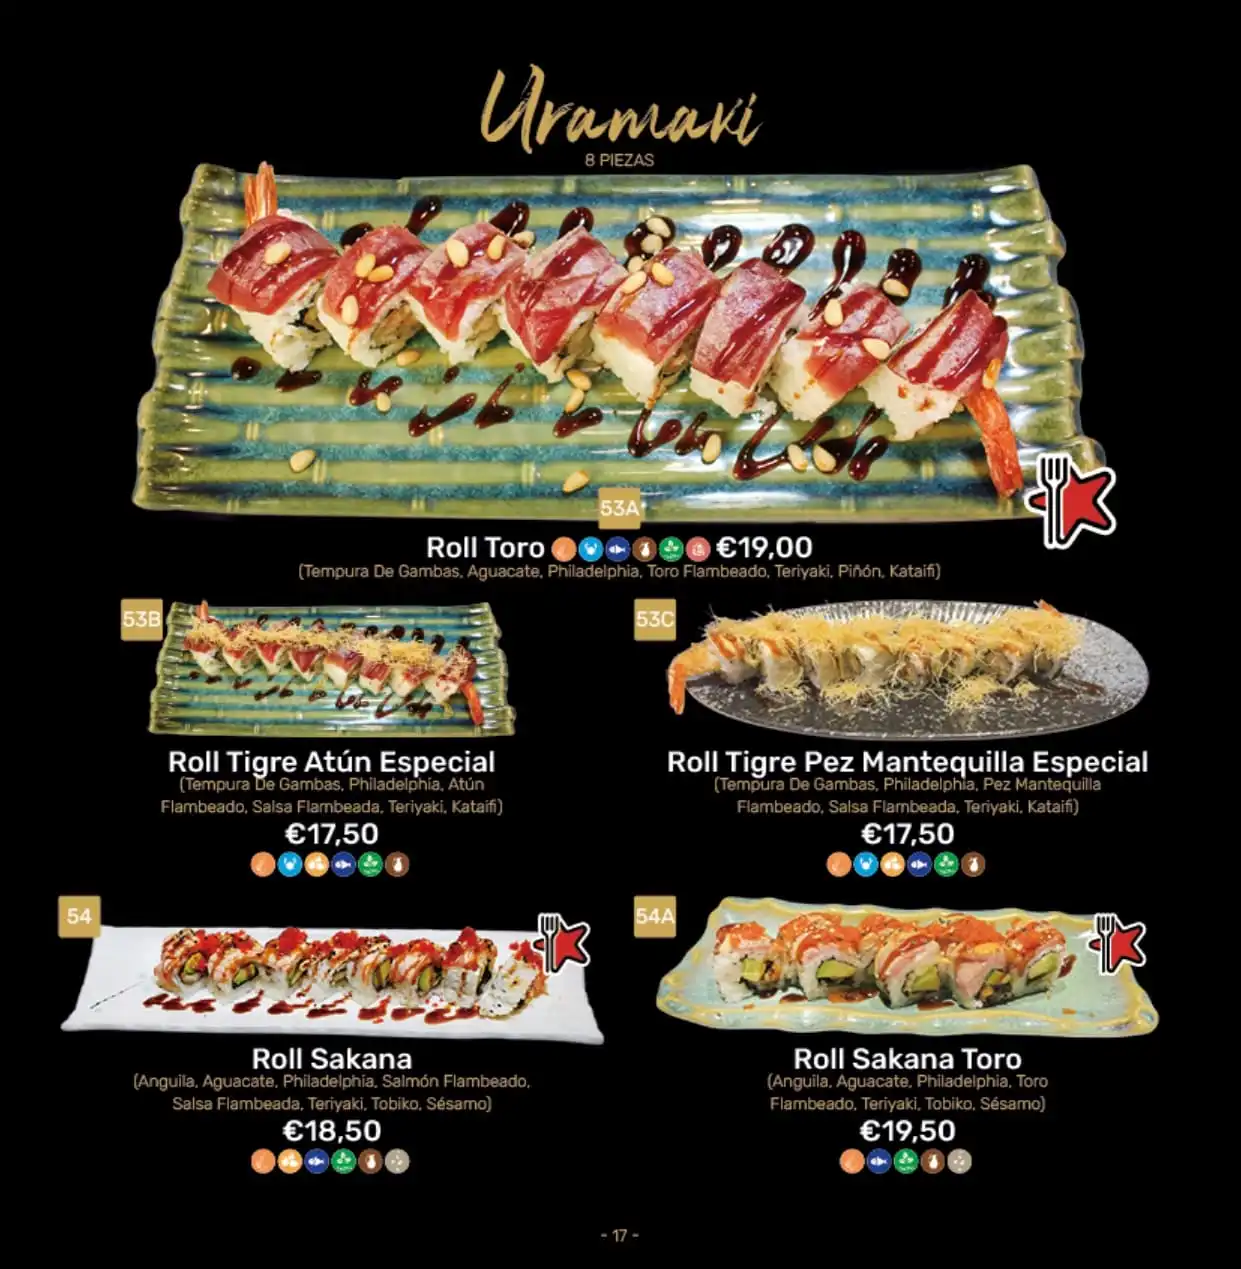 Uramaki
8 PIEZAS
53A
Roll Toro €19,00
(Tempura De Gambas, Aguacate, Philadelphia, Toro Flambeado, Teriyaki, Piñón, Kataifi)
53B
Roll Tigre Atún Especial
(Tempura De Gambas, Philadelphia, Atún
Flambeado, Salsa Flambeada, Teriyaki, Kataifi)
€17,50
53C
Roll Tigre Pez Mantequilla Especial
(Tempura De Gambas, Philadelphia, Pez Mantequilla
Flambeado, Salsa Flambeada, Teriyaki, Kataifi)
€17,50
54
Roll Sakana
(Anguila, Aguacate, Philadelphia, Salmón Flambeado,
Salsa Flambeada, Teriyaki, Tobiko, Sésamo)
€18,50
54A
Roll Sakana Toro
(Anguila, Aguacate, Philadelphia, Toro
Flambeado, Teriyaki, Tobiko, Sésamo)
€19,50
- 17 -